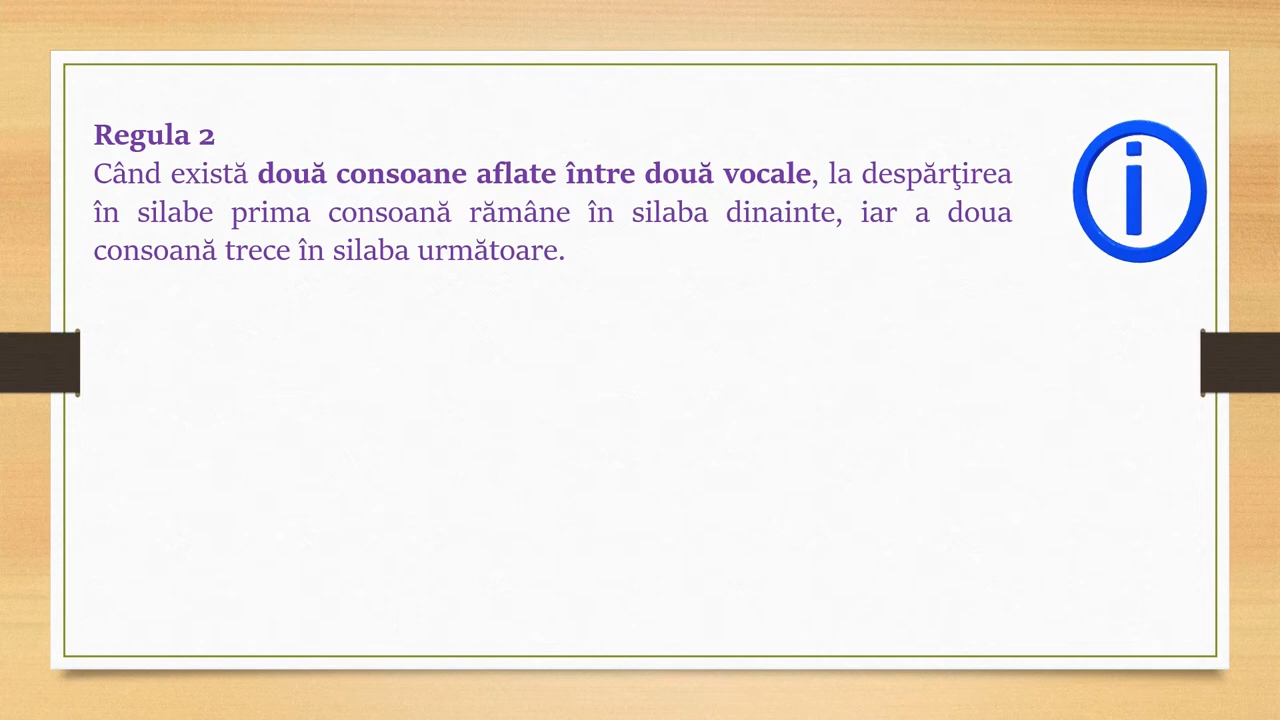 Regula 2
Când există două consoane aflate între două vocale, la despărţirea
în silabe prima consoană rămâne în silaba dinainte, iar a doua
consoană trece în silaba următoare.